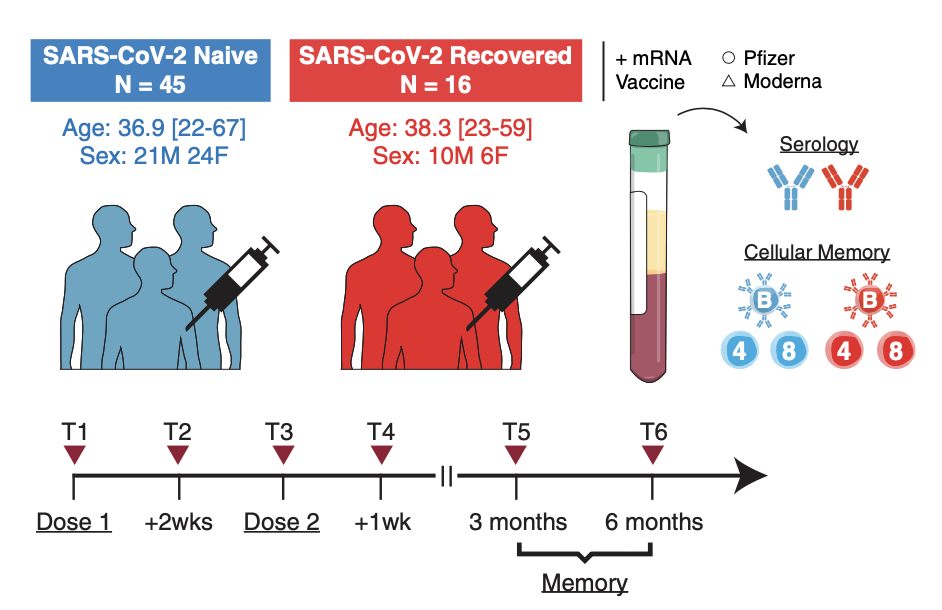 SARS-CoV-2 Naive
N = 45
SARS-CoV-2 Recovered
N = 16
+ mRNA
Vaccine
Pfizer
Moderna
Age: 36.9 [22-67]
Sex: 21M 24F
Age: 38.3 [23-59]
Sex: 10M 6F
Serology
Cellular Memory
B
B
4 8 4 8
T1 T2 T3 T4 T5 T6
Dose 1 +2wks Dose 2 +1wk 3 months 6 months
Memory